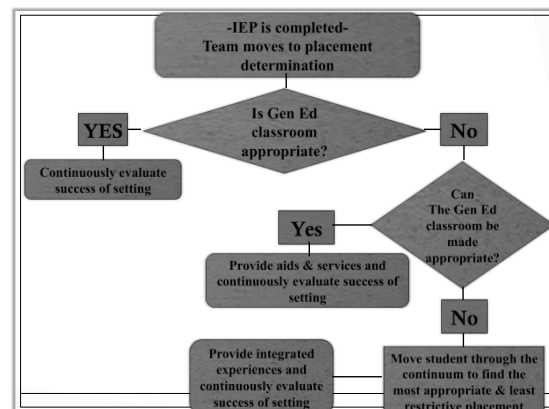 -IEP is completed-
Team moves to placement
determination
Is Gen Ed
classroom
appropriate?
YES
No
Continuously evaluate
success of setting
Can
The Gen Ed
classroom be
made
appropriate?
Yes
Provide aids & services and
continuously evaluate success of
setting
No
Provide integrated
experiences and
continuously evaluate
success of setting
Move student through the
continuum to find the
most appropriate & least
restrictive placement